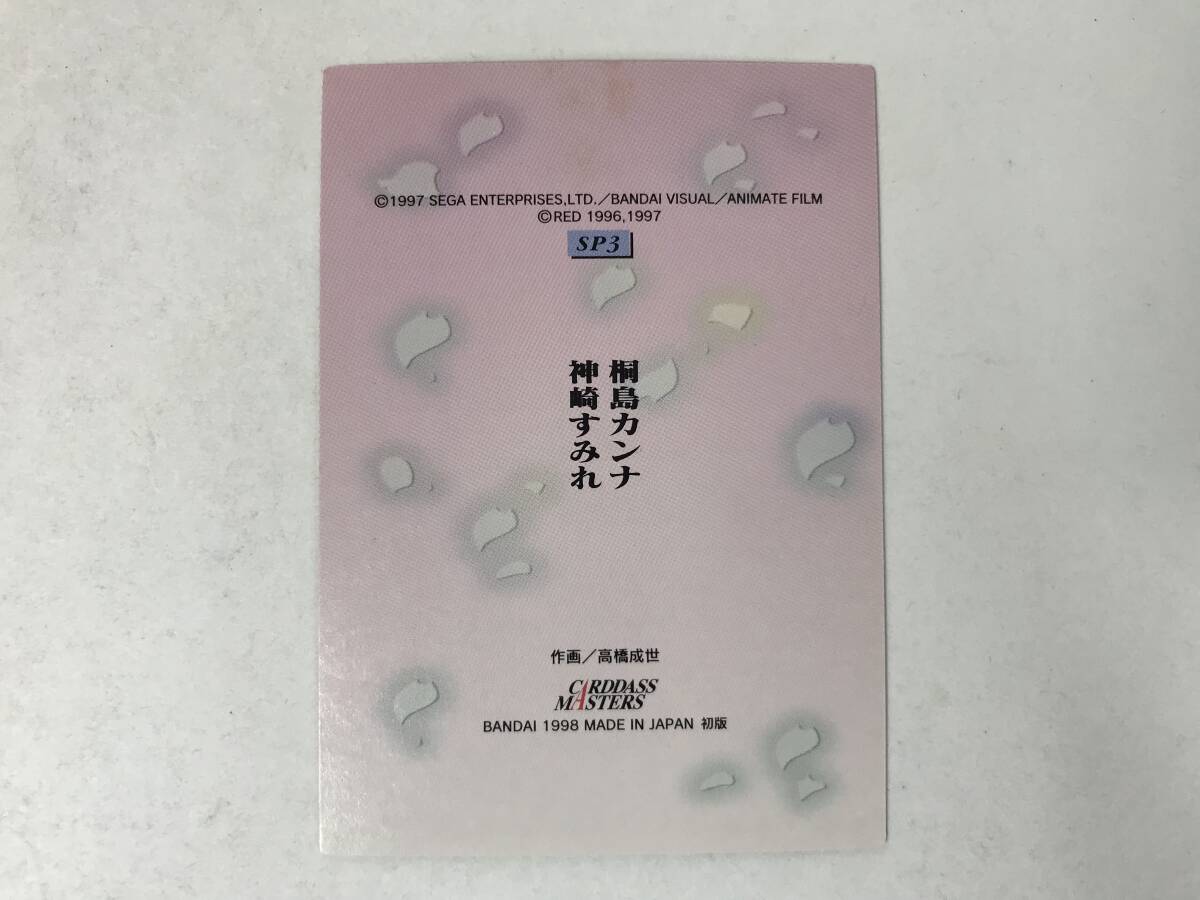 ©1997 SEGA ENTERPRISES,LTD./BANDAI VISUAL/ANIMATE FILM
©RED 1996,1997
SP3
桐島カンナ
神崎すみれ
作画/高橋成世
CARDDASS
MASTERS
BANDAI 1998 MADE IN JAPAN 初版